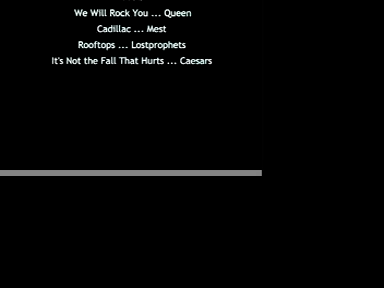 We Will Rock You ... Queen
Cadillac ... Mest
Rooftops ... Lostprophets
It's Not the Fall That Hurts ... Caesars